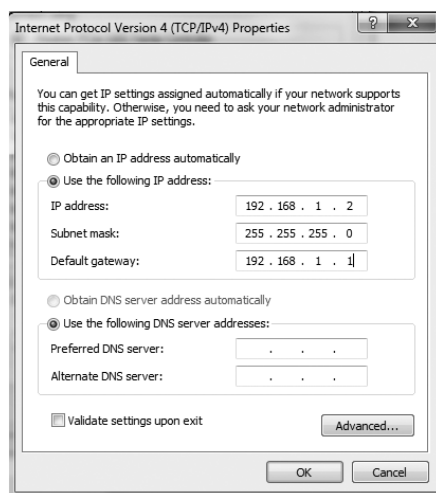 Internet Protocol Version 4 (TCP/IPv4) Properties
? X
General
You can get IP settings assigned automatically if your network supports
this capability. Otherwise, you need to ask your network administrator
for the appropriate IP settings.
Obtain an IP address automatically
Use the following IP address:
IP address: 192 . 168 . 1 . 2
Subnet mask: 255 . 255 . 255 . 0
Default gateway: 192 . 168 . 1 . 1
Obtain DNS server address automatically
Use the following DNS server addresses:
Preferred DNS server: . . .
Alternate DNS server: . . .
Validate settings upon exit
Advanced...
OK Cancel